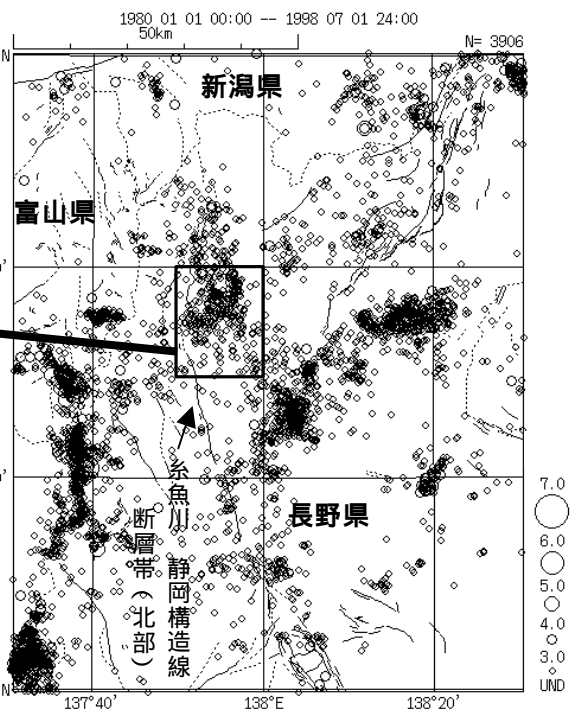 1980 01 01 00:00 -- 1998 07 01 24:00
50km
N= 3906
N
新潟県
富山県
'
'
長野県
糸魚川 静岡構造線
断層帯(北部)
7.0
6.0
5.0
4.0
3.0
UND
N
137°40'
138°E
138°20'